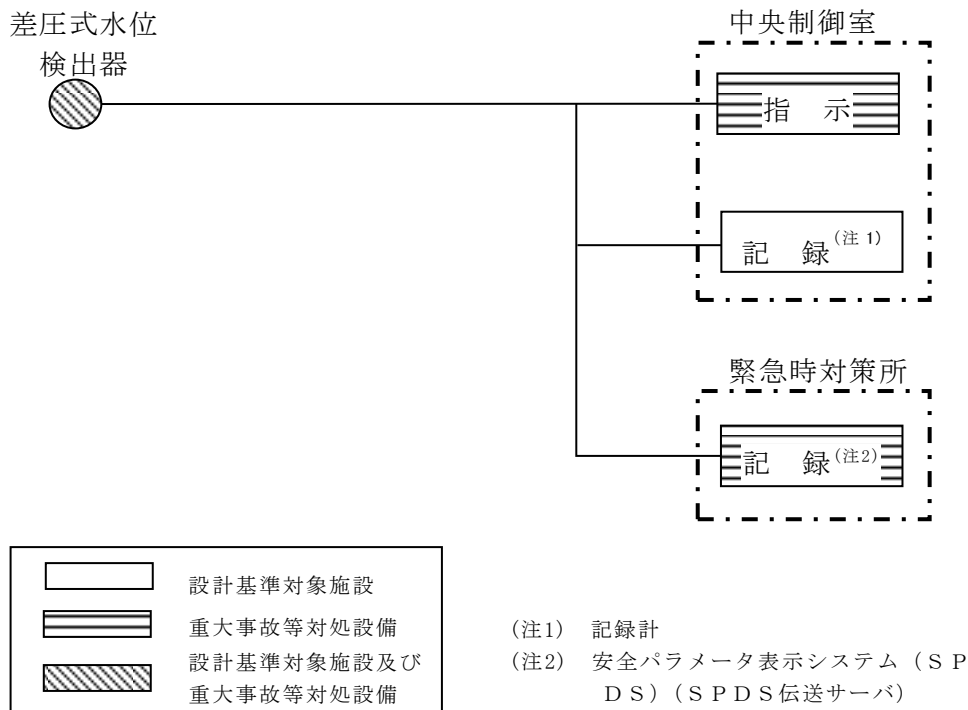 差圧式水位
検出器
中央制御室
指　示
記　録(注1)
緊急時対策所
記　録(注2)
設計基準対象施設
重大事故等対処設備
設計基準対象施設及び
重大事故等対処設備
(注1)　記録計
(注2)　安全パラメータ表示システム（ＳＰ
ＤＳ）（ＳＰＤＳ伝送サーバ）